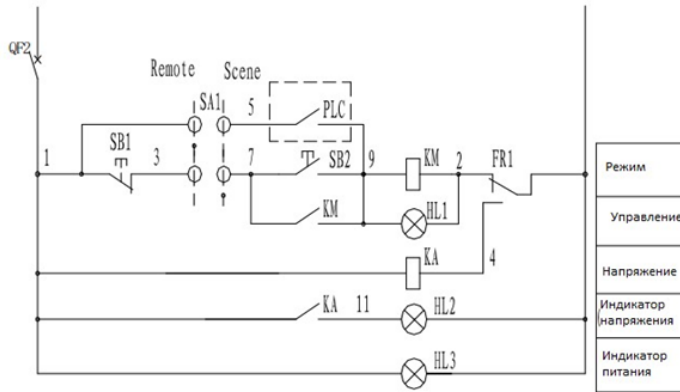 QF2
Remote Scene
SA1 5 PLC
SB1
1 3 7 SB2 9 KM 2 FR1
KM HL1
KA 4
KA 11 HL2
HL3
Режим
Управление
Напряжение
Индикатор
(напряжения
Индикатор
питания